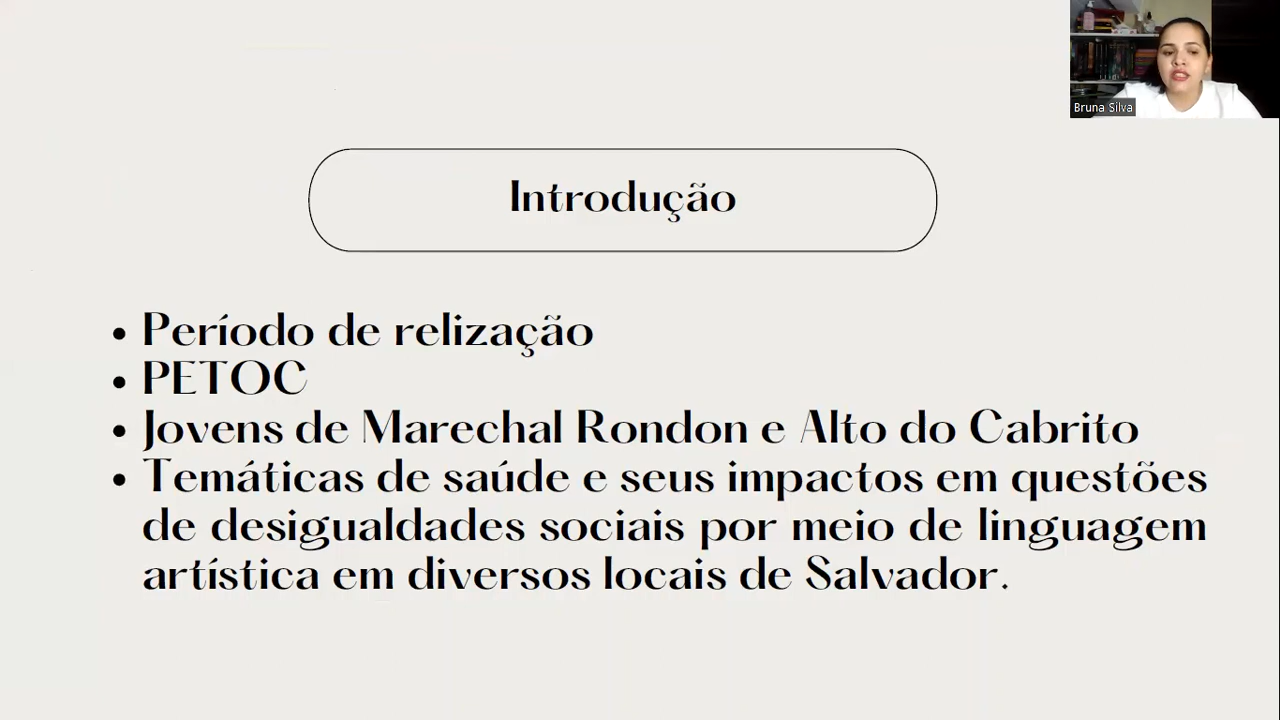 Bruna Silva
Introdução
• Período de relização
• PETOC
• Jovens de Marechal Rondon e Alto do Cabrito
• Temáticas de saúde e seus impactos em questões
de desigualdades sociais por meio de linguagem
artística em diversos locais de Salvador.